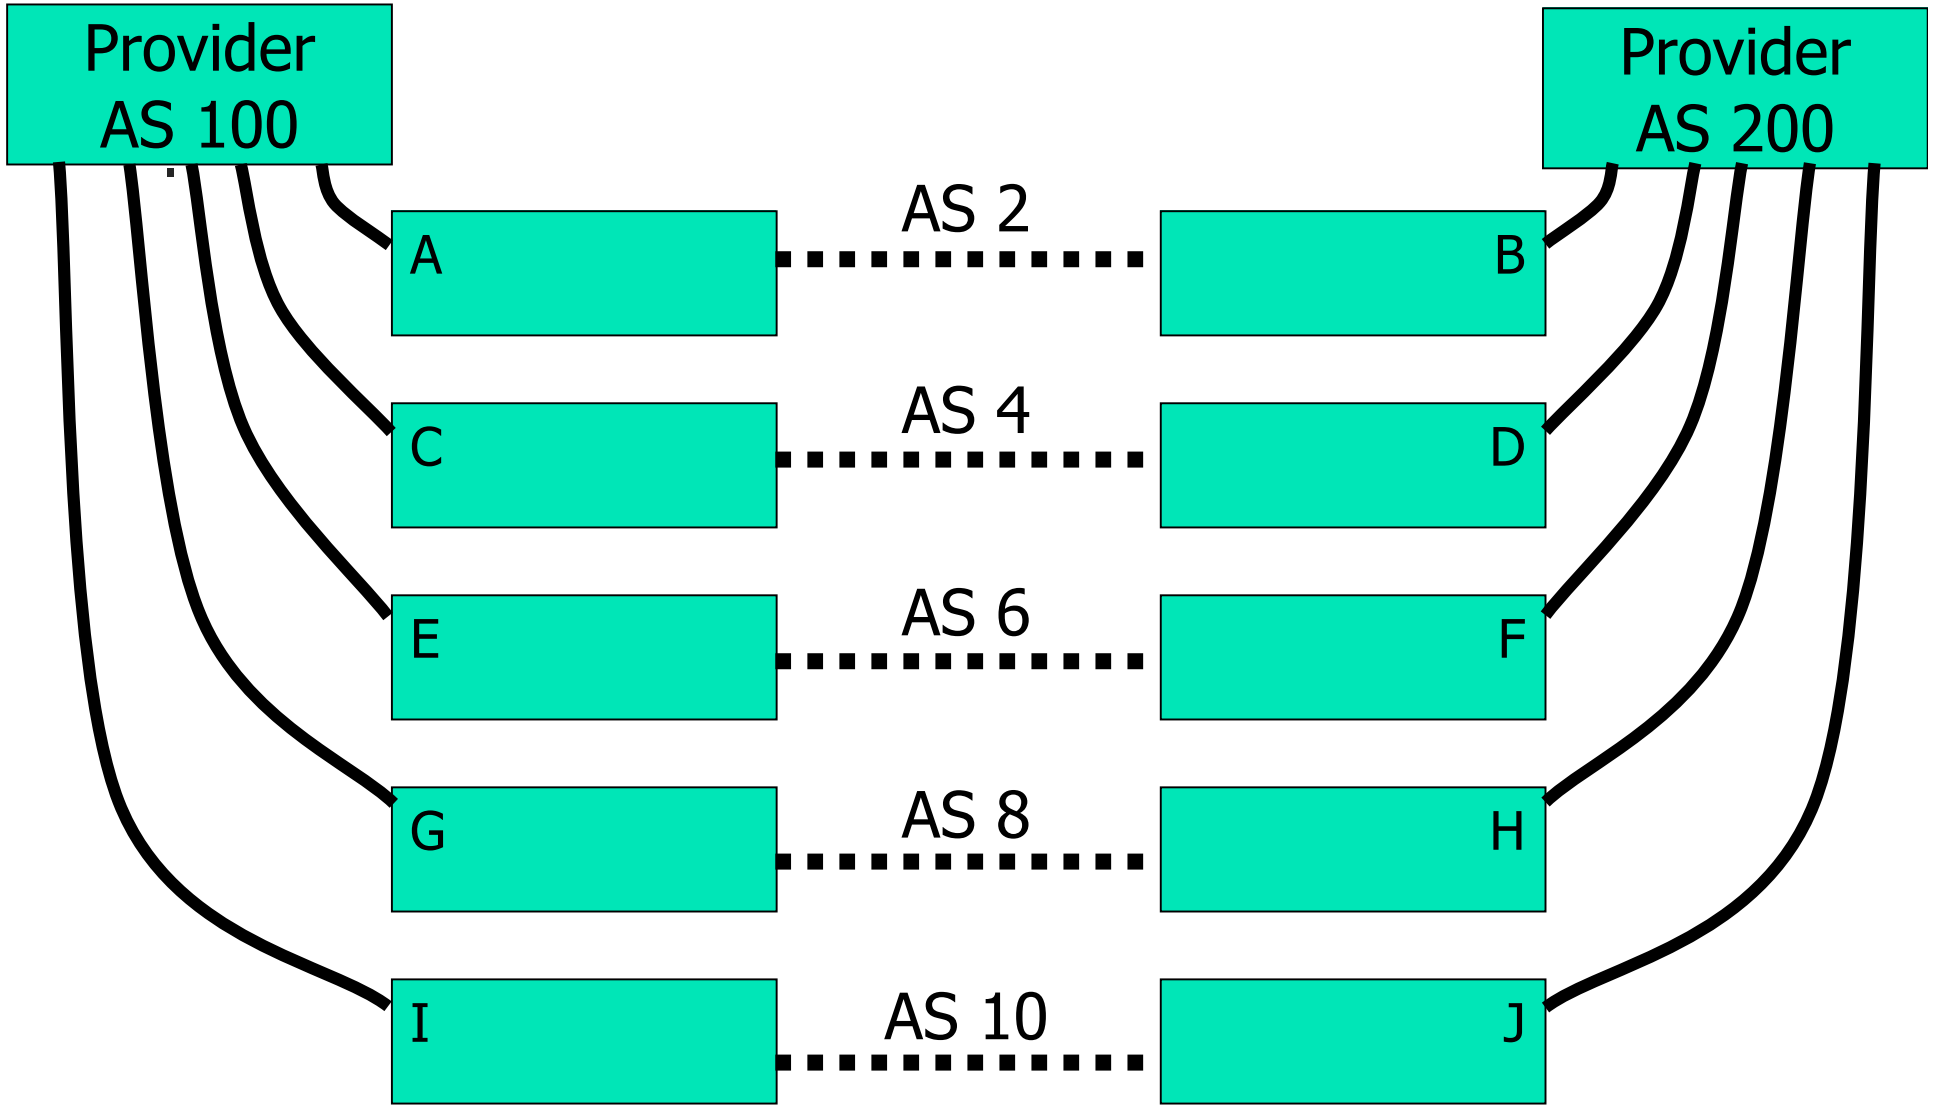 Provider
AS 100
Provider
AS 200
AS 2
A
B
AS 4
C
D
AS 6
E
F
AS 8
G
H
AS 10
I
J